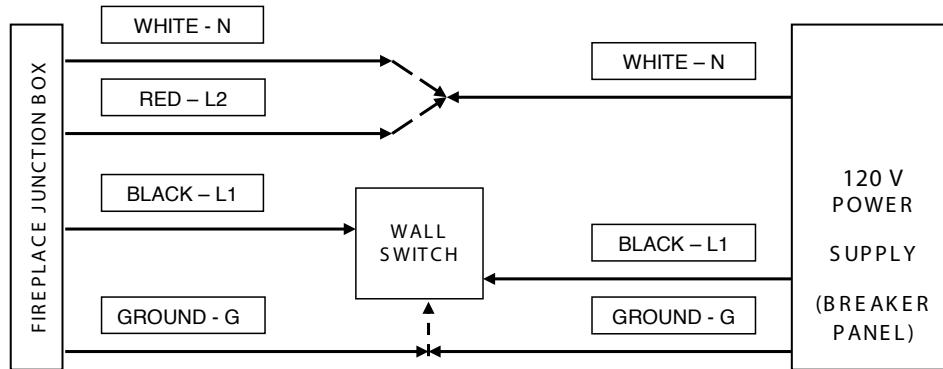 FIREPLACE JUNCTION BOX
WHITE - N
RED – L2
BLACK – L1
GROUND - G
WALL
SWITCH
WHITE – N
BLACK – L1
GROUND - G
120 V
POWER
SUPPLY
(BREAKER
PANEL)